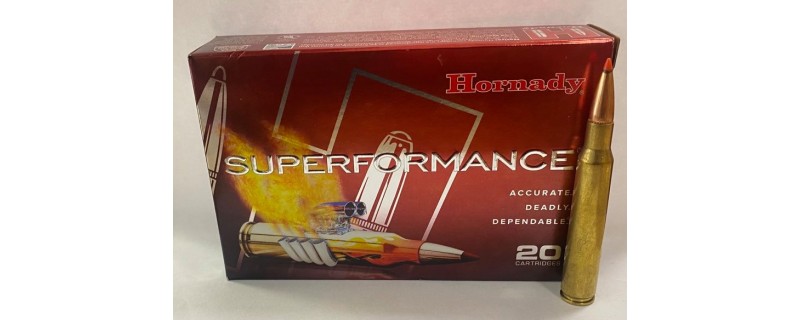 Hornady
SUPERFORMANCE
ACCURATE.
DEADLY.
DEPENDABLE.
20
CARTRIDGES